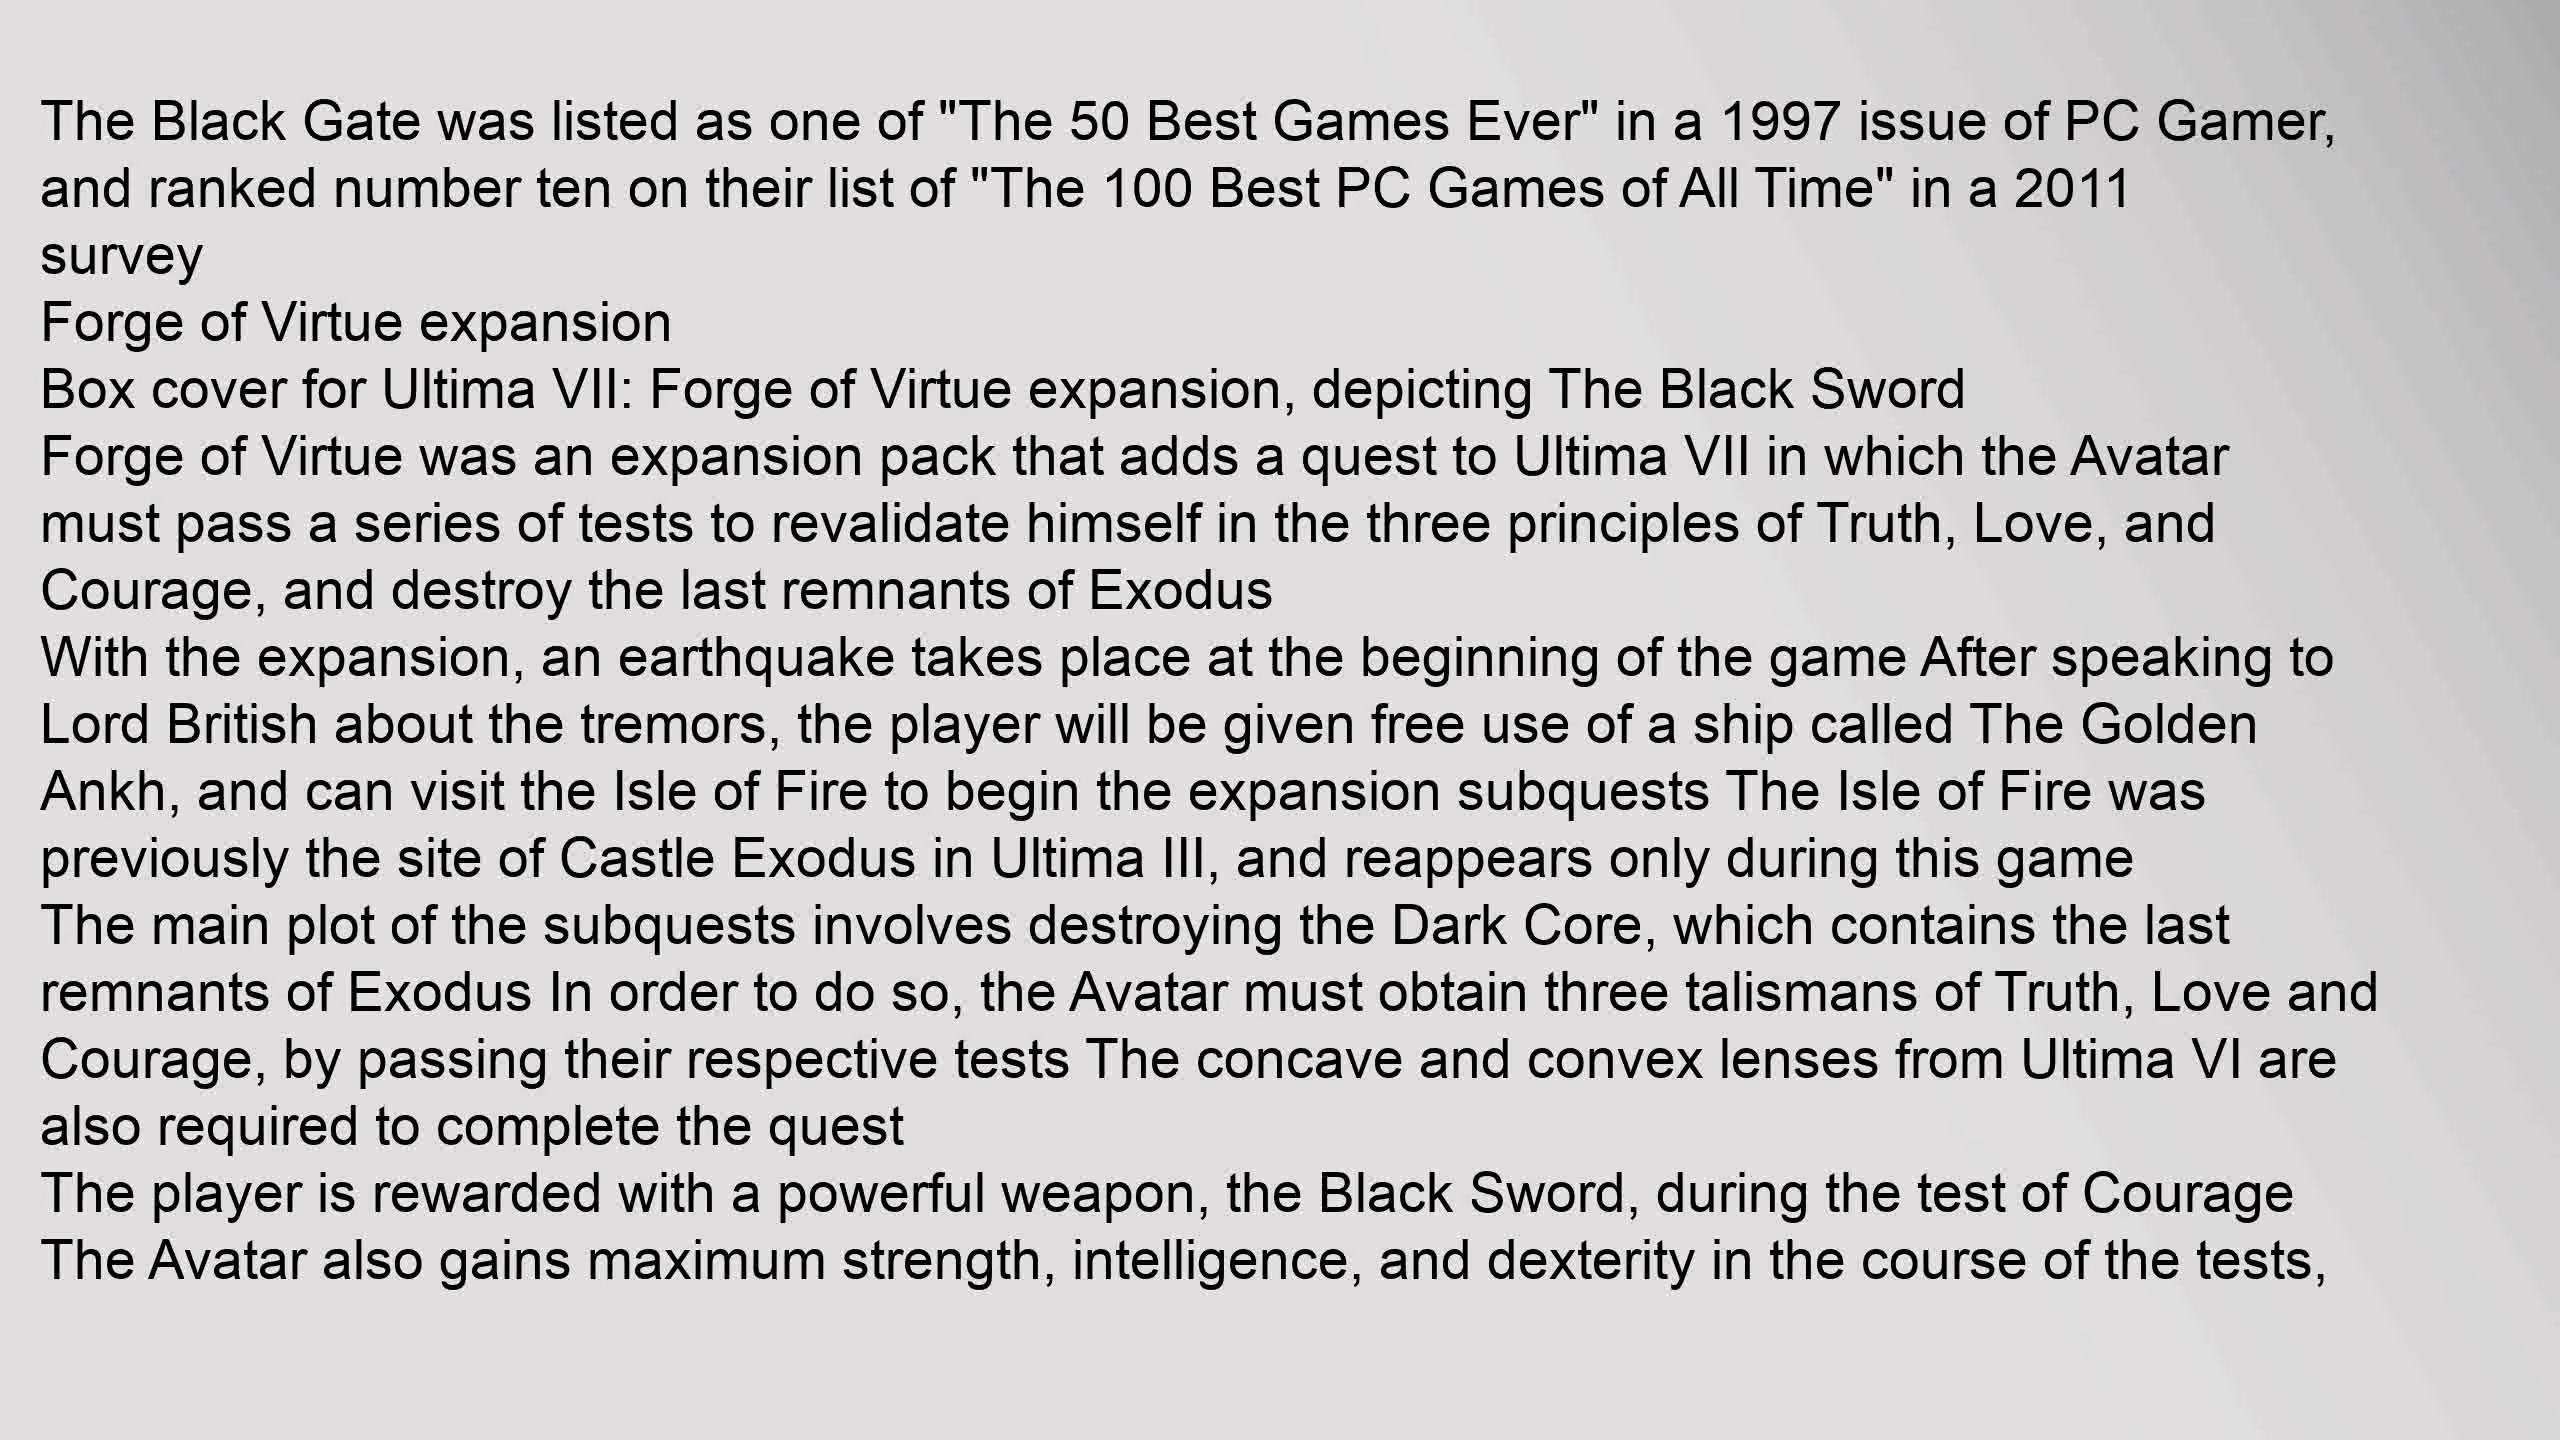 The Black Gate was listed as one of "The 50 Best Games Ever" in a 1997 issue of PC Gamer,
and ranked number ten on their list of "The 100 Best PC Games of All Time" in a 2011
survey
Forge of Virtue expansion
Box cover for Ultima VII: Forge of Virtue expansion, depicting The Black Sword
Forge of Virtue was an expansion pack that adds a quest to Ultima VII in which the Avatar
must pass a series of tests to revalidate himself in the three principles of Truth, Love, and
Courage, and destroy the last remnants of Exodus
With the expansion, an earthquake takes place at the beginning of the game After speaking to
Lord British about the tremors, the player will be given free use of a ship called The Golden
Ankh, and can visit the Isle of Fire to begin the expansion subquests The Isle of Fire was
previously the site of Castle Exodus in Ultima III, and reappears only during this game
The main plot of the subquests involves destroying the Dark Core, which contains the last
remnants of Exodus In order to do so, the Avatar must obtain three talismans of Truth, Love and
Courage, by passing their respective tests The concave and convex lenses from Ultima VI are
also required to complete the quest
The player is rewarded with a powerful weapon, the Black Sword, during the test of Courage
The Avatar also gains maximum strength, intelligence, and dexterity in the course of the tests,